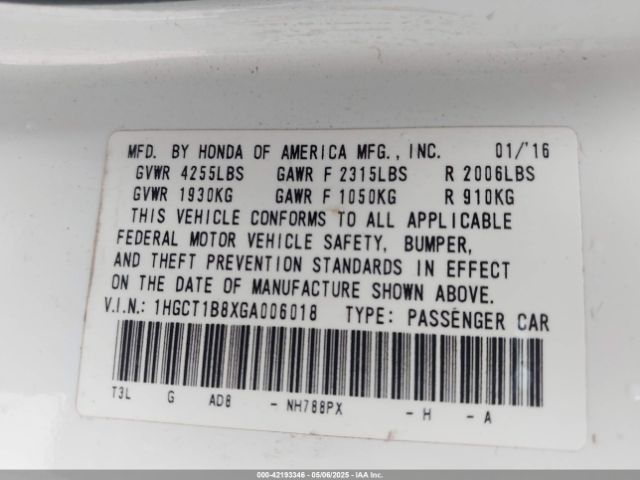 MFD. BY HONDA OF AMERICA MFG., INC. 01/'16
GVWR 4255LBS GAWR F 2315LBS R 2006LBS
GVWR 1930KG GAWR F 1050KG R 910KG
THIS VEHICLE CONFORMS TO ALL APPLICABLE
FEDERAL MOTOR VEHICLE SAFETY, BUMPER,
AND THEFT PREVENTION STANDARDS IN EFFECT
ON THE DATE OF MANUFACTURE SHOWN ABOVE.
V.I.N.: 1HGCT1B8XGA006018 TYPE: PASSENGER CAR
T3L G AD8 - NH788PX - H - A
000-42193346 - 05/06/2025 - IAA Inc.